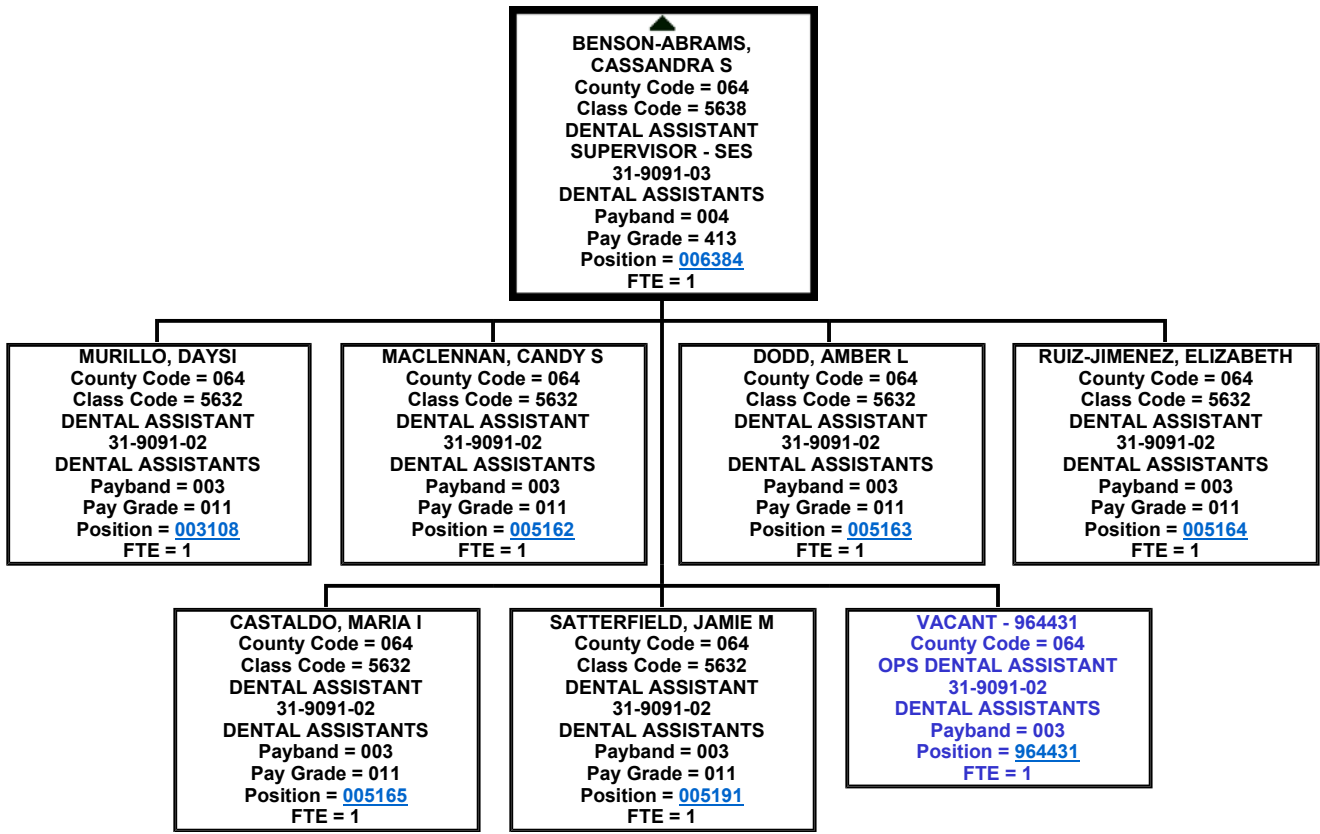 BENSON-ABRAMS,
CASSANDRA S
County Code = 064
Class Code = 5638
DENTAL ASSISTANT
SUPERVISOR - SES
31-9091-03
DENTAL ASSISTANTS
Payband = 004
Pay Grade = 413
Position = 006384
FTE = 1
MURILLO, DAYSI
County Code = 064
Class Code = 5632
DENTAL ASSISTANT
31-9091-02
DENTAL ASSISTANTS
Payband = 003
Pay Grade = 011
Position = 003108
FTE = 1
MACLENNAN, CANDY S
County Code = 064
Class Code = 5632
DENTAL ASSISTANT
31-9091-02
DENTAL ASSISTANTS
Payband = 003
Pay Grade = 011
Position = 005162
FTE = 1
DODD, AMBER L
County Code = 064
Class Code = 5632
DENTAL ASSISTANT
31-9091-02
DENTAL ASSISTANTS
Payband = 003
Pay Grade = 011
Position = 005163
FTE = 1
RUIZ-JIMENEZ, ELIZABETH
County Code = 064
Class Code = 5632
DENTAL ASSISTANT
31-9091-02
DENTAL ASSISTANTS
Payband = 003
Pay Grade = 011
Position = 005164
FTE = 1
CASTALDO, MARIA I
County Code = 064
Class Code = 5632
DENTAL ASSISTANT
31-9091-02
DENTAL ASSISTANTS
Payband = 003
Pay Grade = 011
Position = 005165
FTE = 1
SATTERFIELD, JAMIE M
County Code = 064
Class Code = 5632
DENTAL ASSISTANT
31-9091-02
DENTAL ASSISTANTS
Payband = 003
Pay Grade = 011
Position = 005191
FTE = 1
VACANT - 964431
County Code = 064
OPS DENTAL ASSISTANT
31-9091-02
DENTAL ASSISTANTS
Payband = 003
Position = 964431
FTE = 1